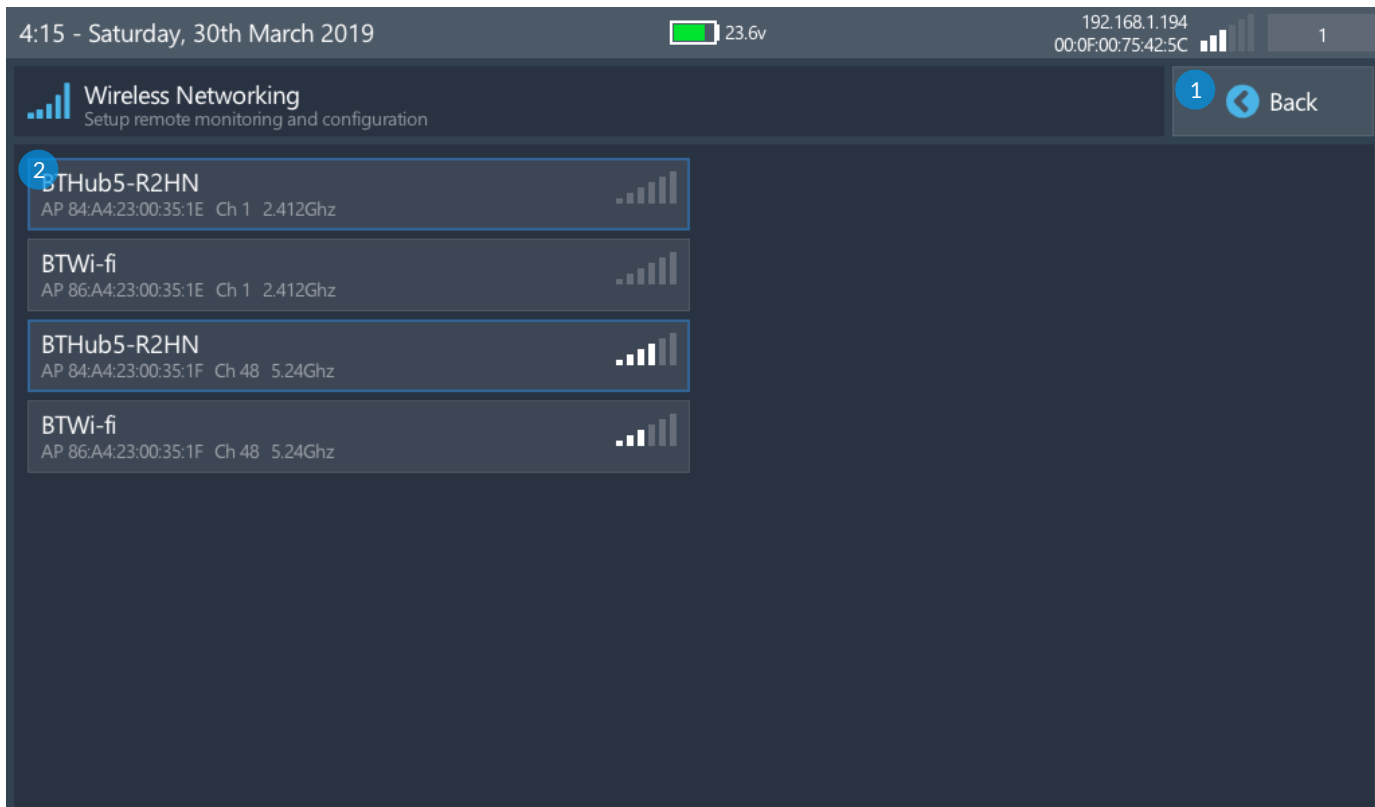 4:15 - Saturday, 30th March 2019
23.6v
192.168.1.194
00:0F:00:75:42:5C
1
Wireless Networking
Setup remote monitoring and configuration
1
Back
2
BTHub5-R2HN
AP 84:A4:23:00:35:1E Ch 1 2.412Ghz
BTWi-fi
AP 86:A4:23:00:35:1E Ch 1 2.412Ghz
BTHub5-R2HN
AP 84:A4:23:00:35:1F Ch 48 5.24Ghz
BTWi-fi
AP 86:A4:23:00:35:1F Ch 48 5.24Ghz